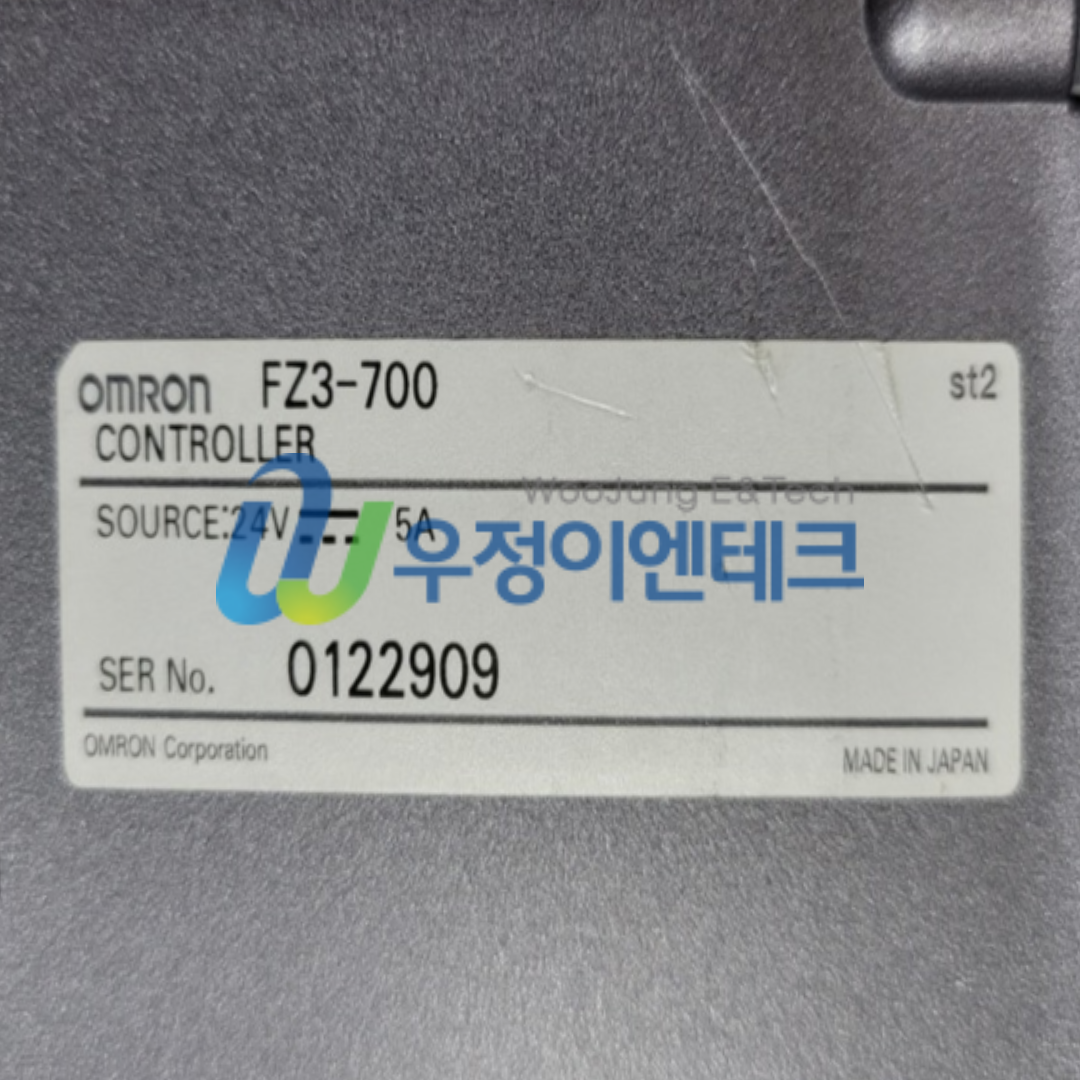 OMRON FZ3-700 st2
CONTROLLER
WooJung E&Tech
SOURCE:24V ⎓ 5A
우정이엔테크
SER No. 0122909
OMRON Corporation MADE IN JAPAN